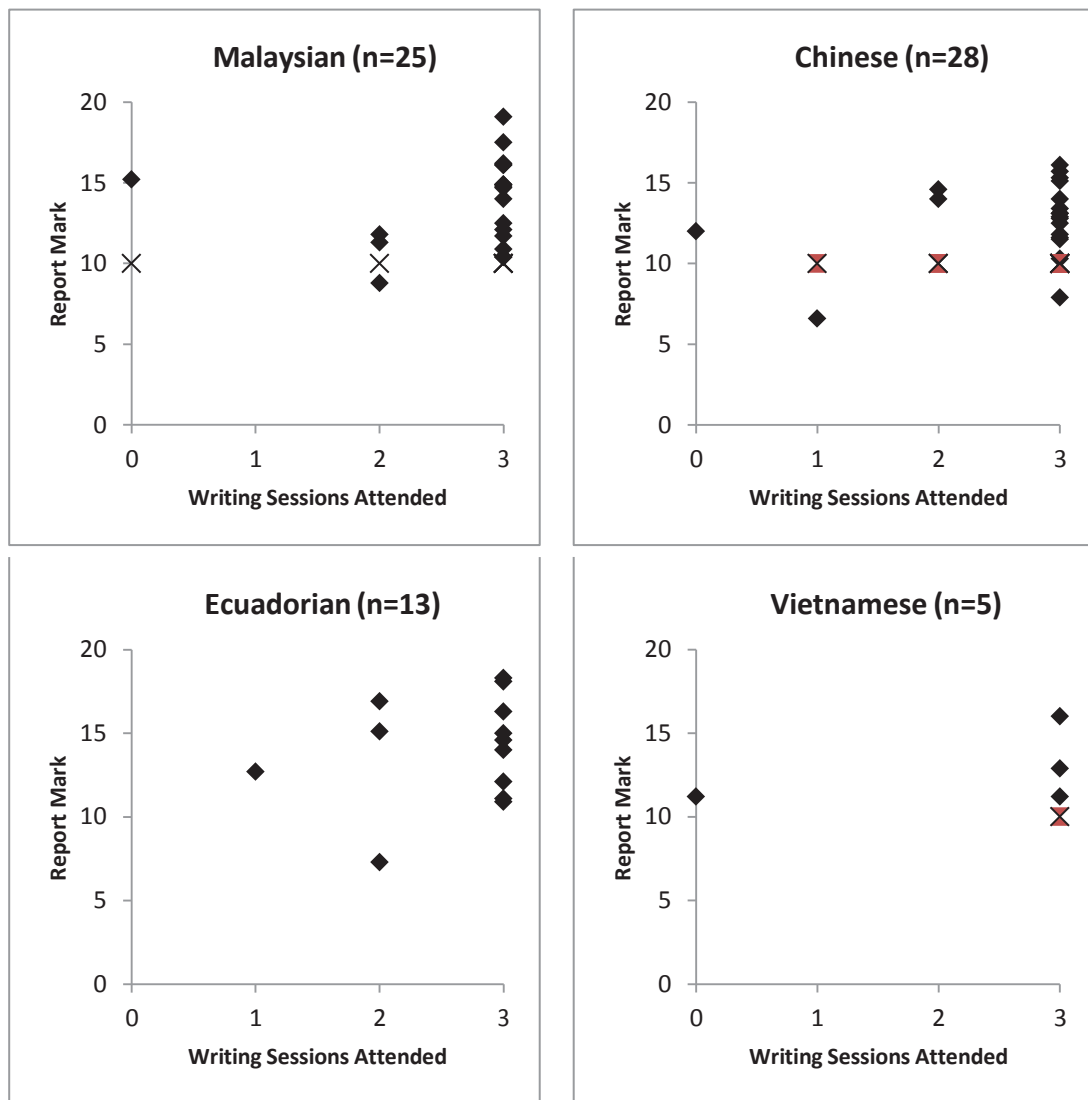 Malaysian (n=25)
20
15
10
5
0
Report Mark
0 1 2 3
Writing Sessions Attended
Chinese (n=28)
20
15
10
5
0
Report Mark
0 1 2 3
Writing Sessions Attended
Ecuadorian (n=13)
20
15
10
5
0
Report Mark
0 1 2 3
Writing Sessions Attended
Vietnamese (n=5)
20
15
10
5
0
Report Mark
0 1 2 3
Writing Sessions Attended